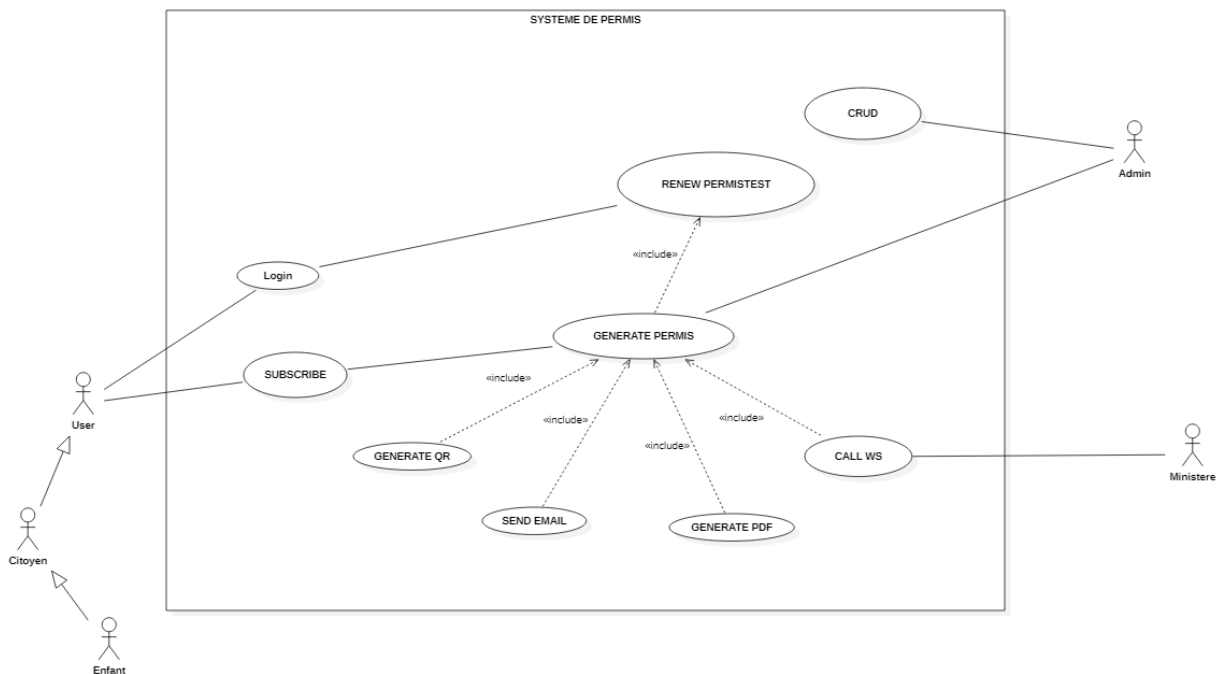 SYSTEME DE PERMIS
CRUD
Admin
RENEW PERMISTEST
«include»
Login
GENERATE PERMIS
SUBSCRIBE
«include»
User
«include»
«include»
«include»
GENERATE QR
CALL WS
Ministere
SEND EMAIL
GENERATE PDF
Citoyen
Enfant